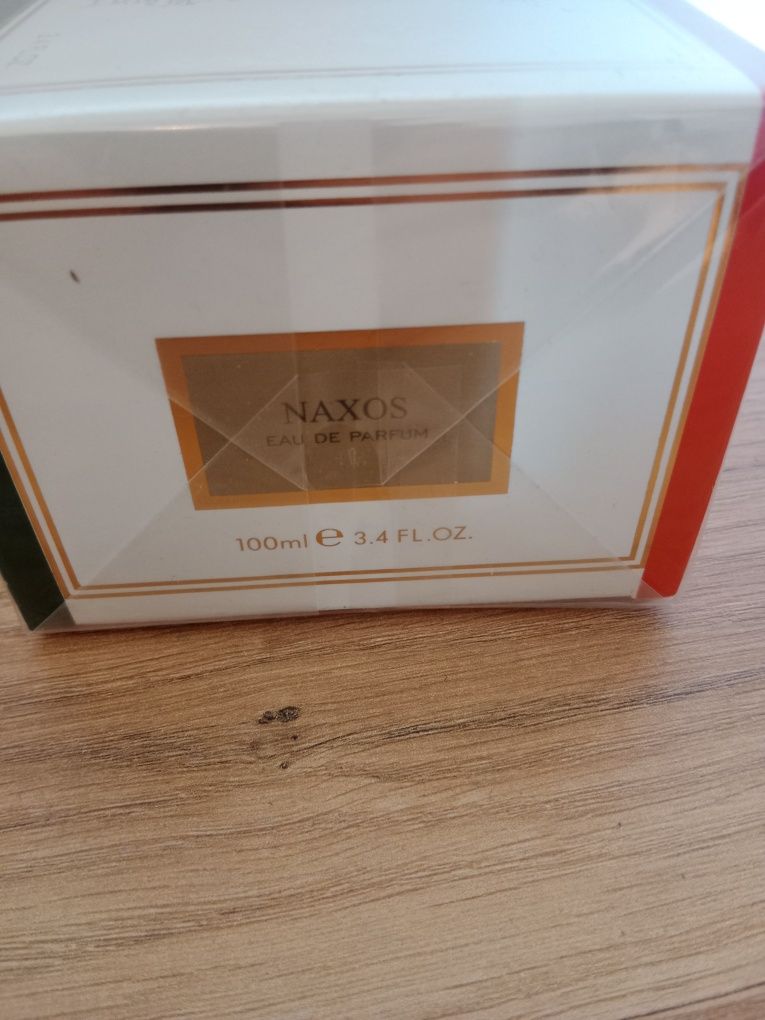 NAXOS
EAU DE PARFUM
100ml ℮ 3.4 FL.OZ.